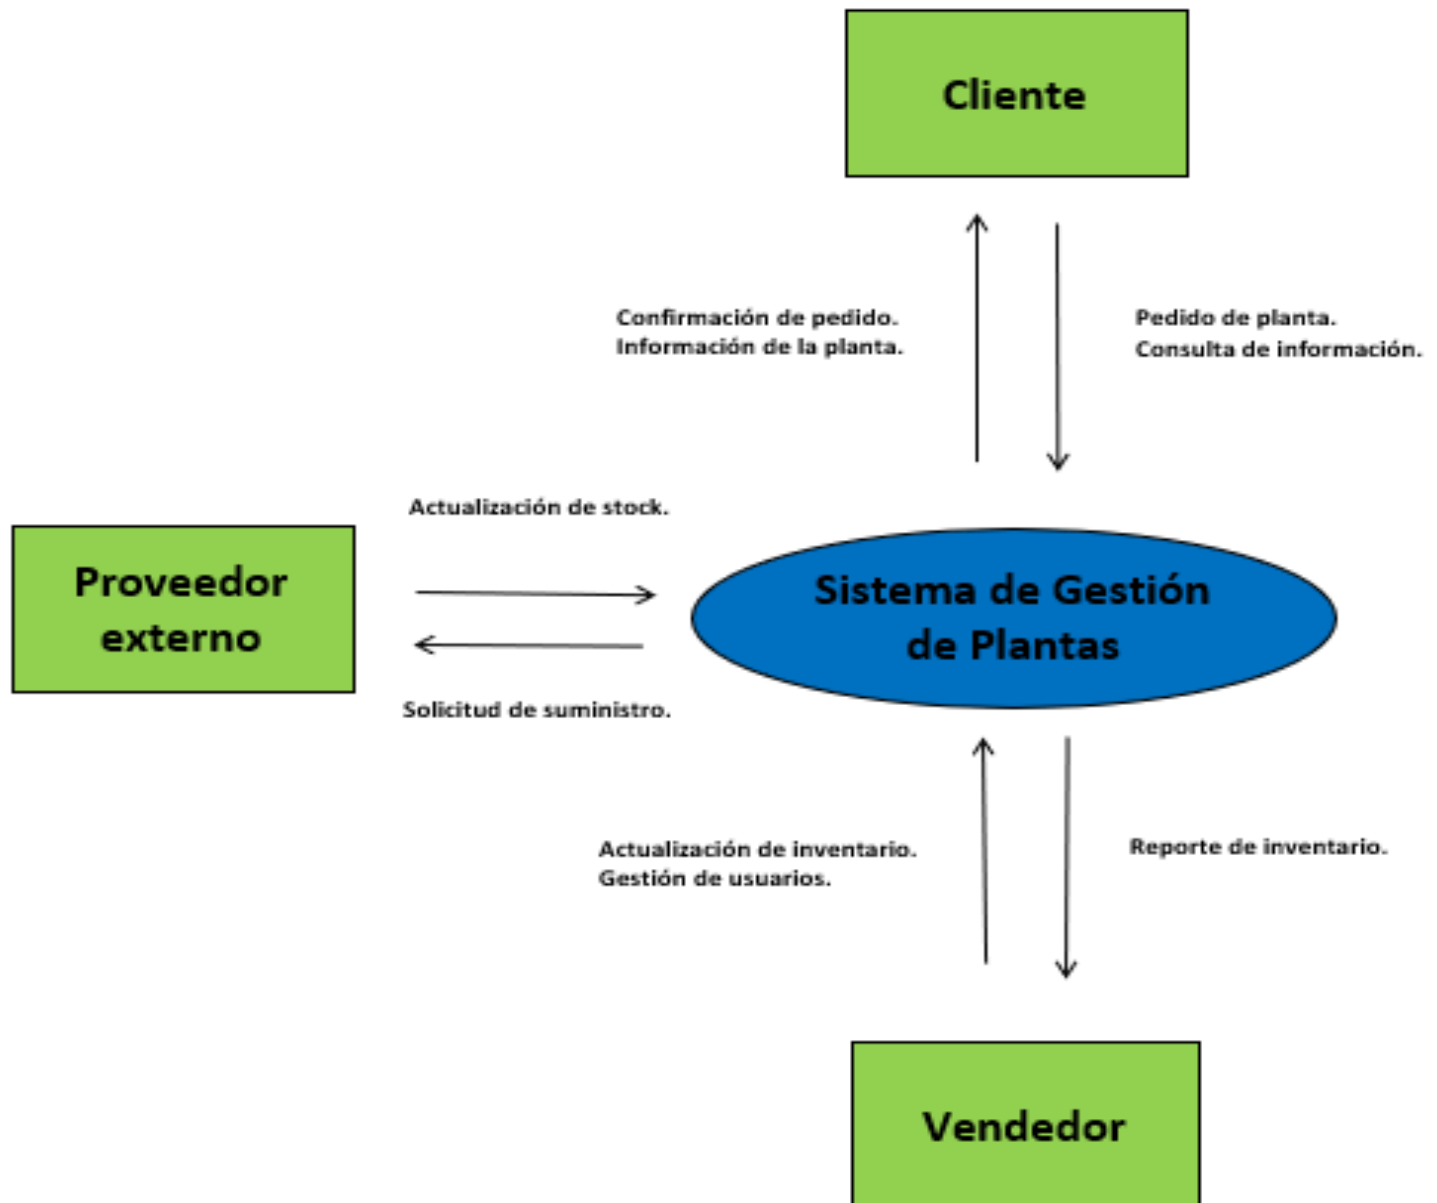 Cliente
Confirmación de pedido.
Información de la planta.
Pedido de planta.
Consulta de información.
Actualización de stock.
Proveedor
externo
Sistema de Gestión
de Plantas
Solicitud de suministro.
Actualización de inventario.
Gestión de usuarios.
Reporte de inventario.
Vendedor